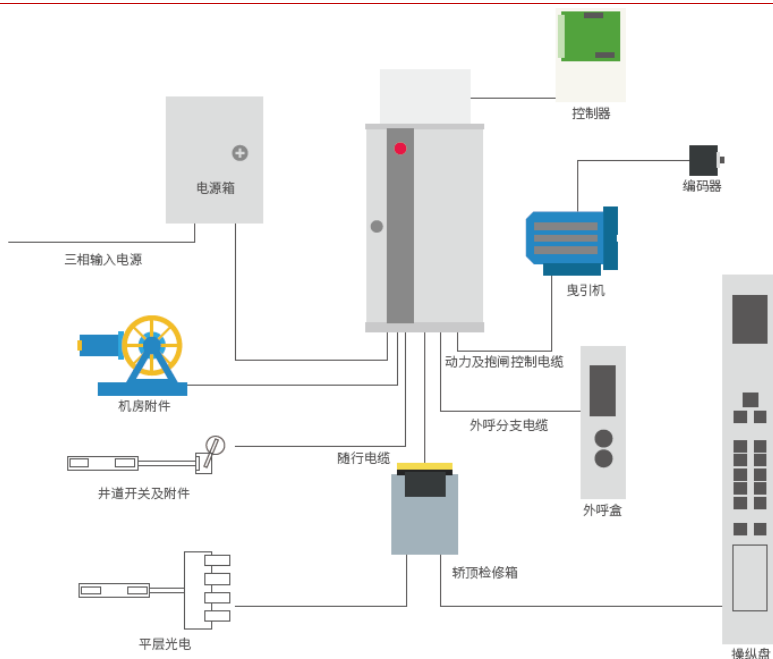 控制器
编码器
电源箱
三相输入电源
曳引机
动力及抱闸控制电缆
机房附件
外呼分支电缆
随行电缆
井道开关及附件
外呼盒
轿顶检修箱
平层光电
操纵盘